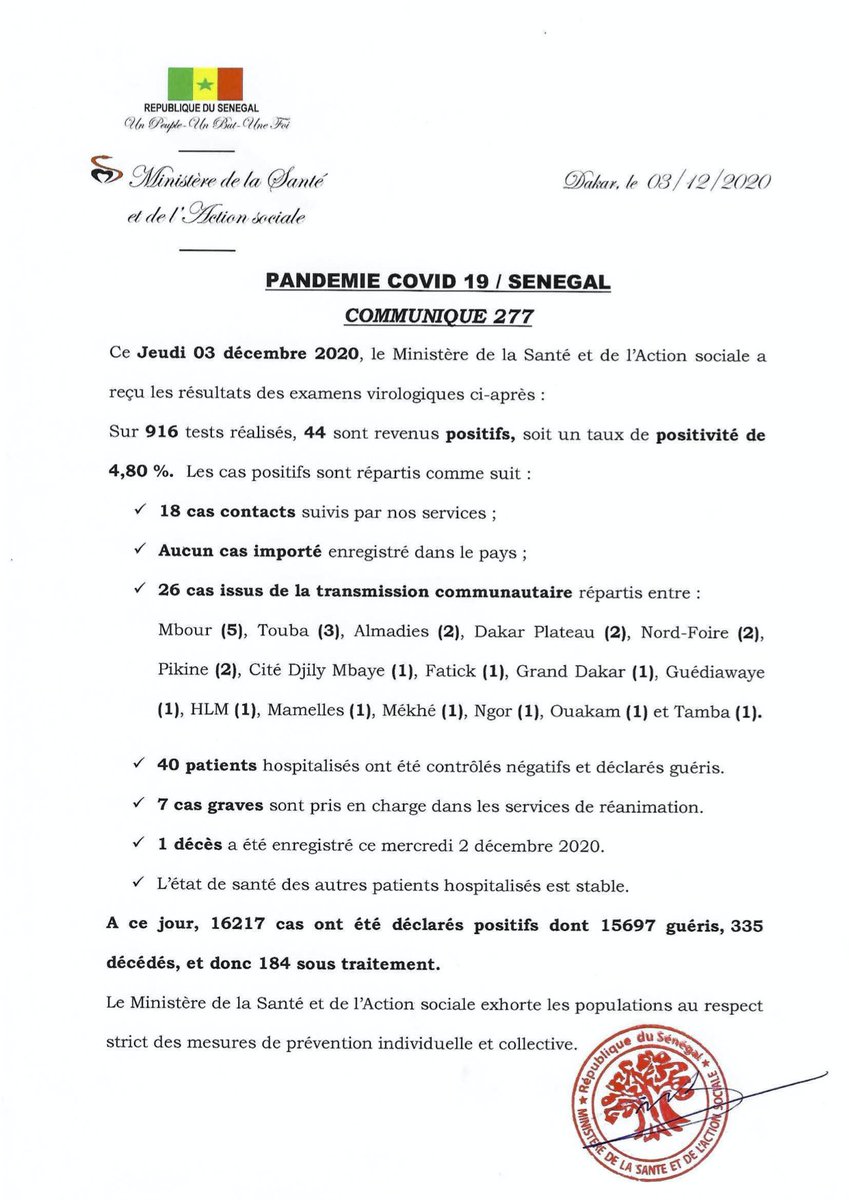 REPUBLIQUE DU SENEGAL
Un Peuple-Un But-Une Foi
Ministère de la Santé
et de l'Action sociale
Dakar, le 03/12/2020
PANDEMIE COVID 19 / SENEGAL
COMMUNIQUE 277
Ce Jeudi 03 décembre 2020, le Ministère de la Santé et de l'Action sociale a
reçu les résultats des examens virologiques ci-après :
Sur 916 tests réalisés, 44 sont revenus positifs, soit un taux de positivité de
4,80 %. Les cas positifs sont répartis comme suit :
✓ 18 cas contacts suivis par nos services ;
✓ Aucun cas importé enregistré dans le pays ;
✓ 26 cas issus de la transmission communautaire répartis entre :
Mbour (5), Touba (3), Almadies (2), Dakar Plateau (2), Nord-Foire (2),
Pikine (2), Cité Djily Mbaye (1), Fatick (1), Grand Dakar (1), Guédiawaye
(1), HLM (1), Mamelles (1), Mékhé (1), Ngor (1), Ouakam (1) et Tamba (1).
✓ 40 patients hospitalisés ont été contrôlés négatifs et déclarés guéris.
✓ 7 cas graves sont pris en charge dans les services de réanimation.
✓ 1 décès a été enregistré ce mercredi 2 décembre 2020.
✓ L'état de santé des autres patients hospitalisés est stable.
A ce jour, 16217 cas ont été déclarés positifs dont 15697 guéris, 335
décédés, et donc 184 sous traitement.
Le Ministère de la Santé et de l'Action sociale exhorte les populations au respect
strict des mesures de prévention individuelle et collective.
République du Sénégal
MINISTERE DE LA SANTE ET DE L'ACTION SOCIALE